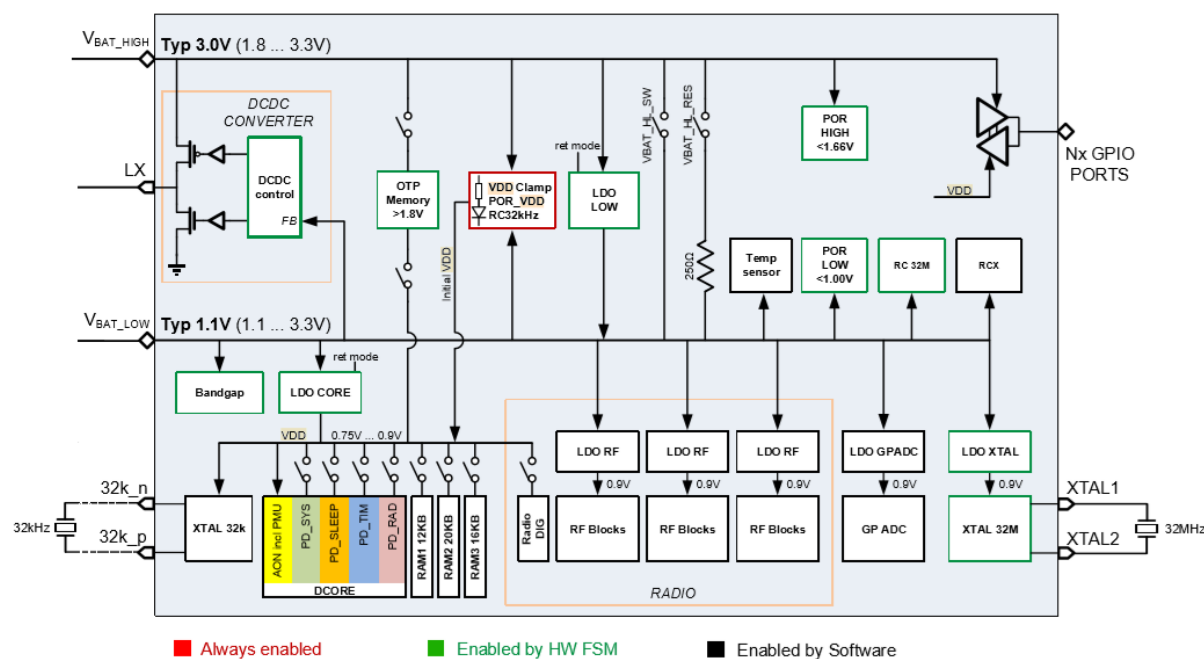 V_BAT_HIGH
Typ 3.0V (1.8 ... 3.3V)
DCDC
CONVERTER
LX
DCDC
control
FB
OTP
Memory
>1.8V
Initial VDD
VDD Clamp
POR_VDD
RC32kHz
ret mode
LDO
LOW
VBAT_HL_SW
VBAT_HL_RES
250Ω
POR
HIGH
<1.66V
VDD
Nx GPIO
PORTS
Temp
sensor
POR
LOW
<1.00V
RC 32M
RCX
V_BAT_LOW
Typ 1.1V (1.1 ... 3.3V)
Bandgap
LDO CORE
ret mode
VDD
0.75V ... 0.9V
LDO RF
LDO RF
LDO RF
LDO GPADC
LDO XTAL
0.9V
0.9V
0.9V
0.9V
0.9V
32k_n
32kHz
32k_p
XTAL 32k
AON incl PMU
PD_SYS
PD_SLEEP
PD_TIM
PD_RAD
DCORE
RAM1 12KB
RAM2 20KB
RAM3 16KB
Radio
DIG
RF Blocks
RF Blocks
RF Blocks
RADIO
GP ADC
XTAL 32M
XTAL1
32MHz
XTAL2
Always enabled
Enabled by HW FSM
Enabled by Software